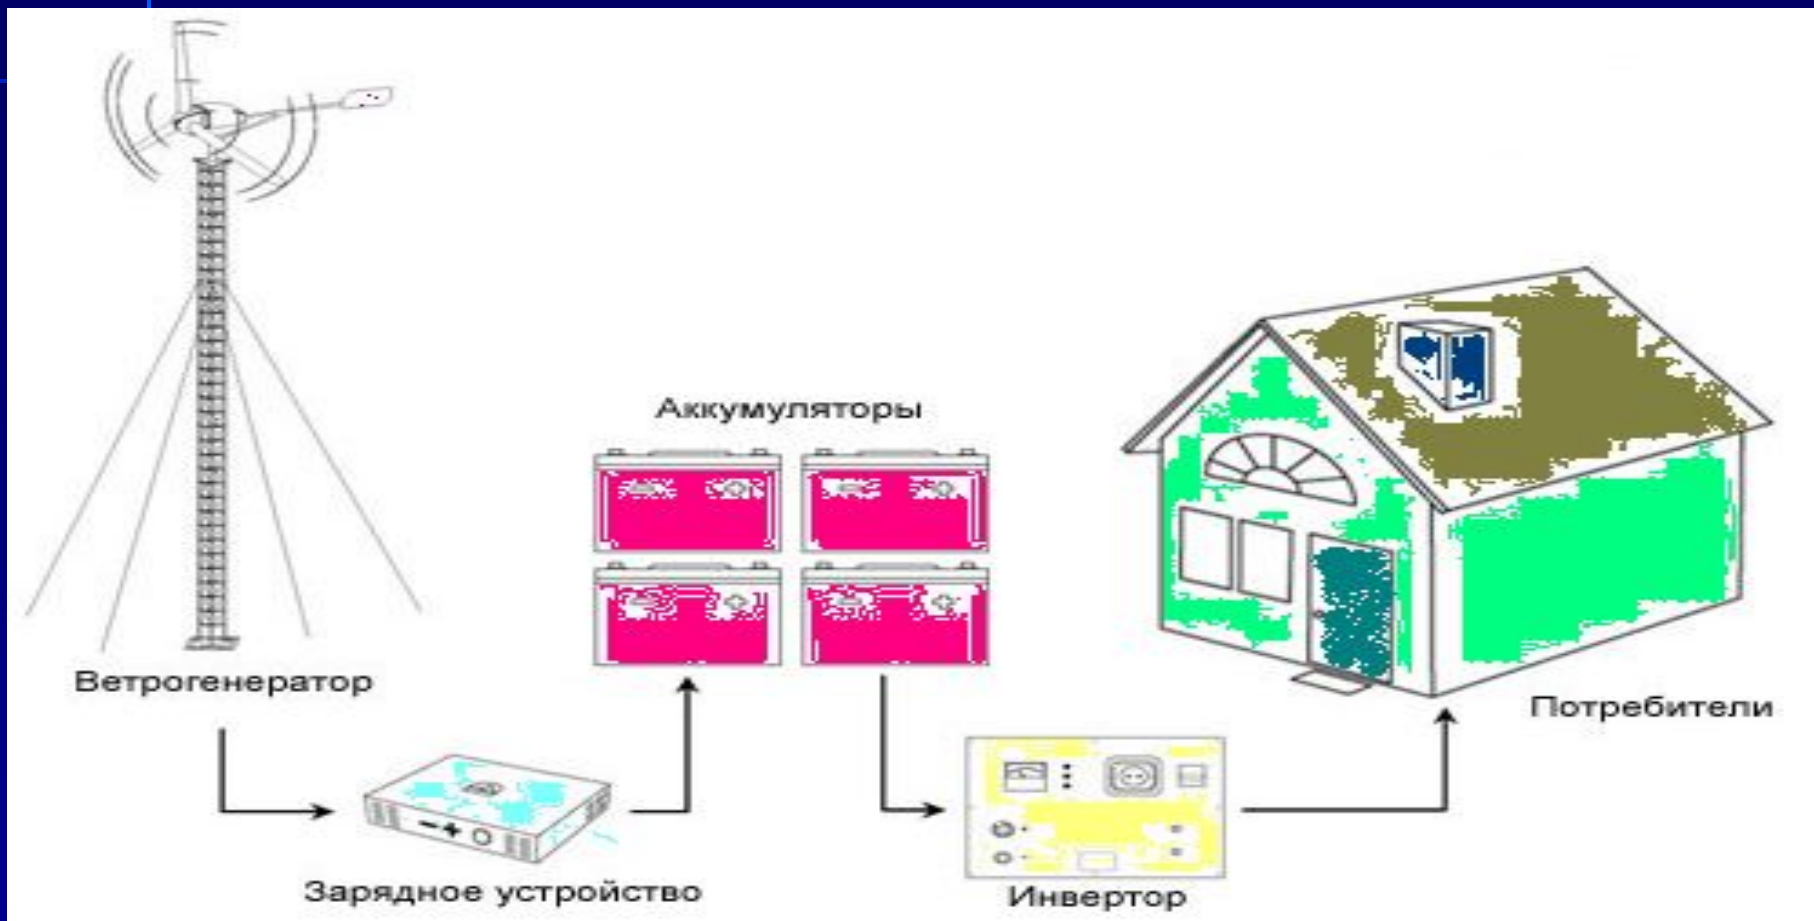 Аккумуляторы
Ветрогенератор
Потребители
Зарядное устройство
Инвертор